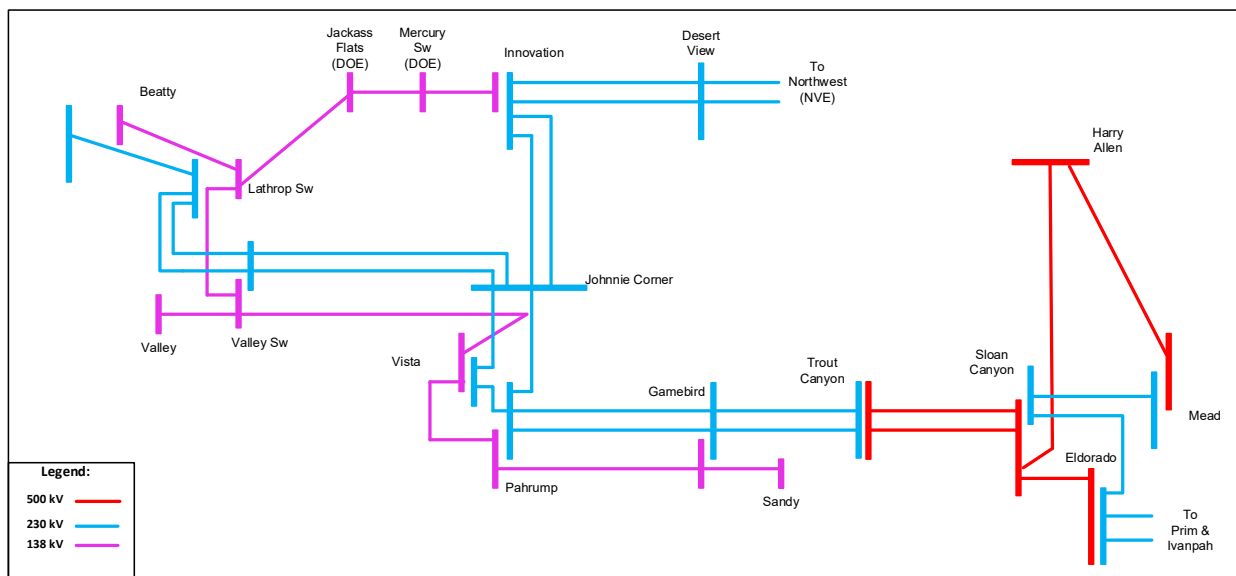 Jackass
Flats
(DOE)
Mercury
Sw
(DOE)
Innovation
Desert
View
To
Northwest
(NVE)
Beatty
Harry
Allen
Lathrop Sw
Johnnie Corner
Valley
Valley Sw
Vista
Gamebird
Trout
Canyon
Sloan
Canyon
Mead
Eldorado
Pahrump
Sandy
To
Prim &
Ivanpah
Legend:
500 kV
230 kV
138 kV